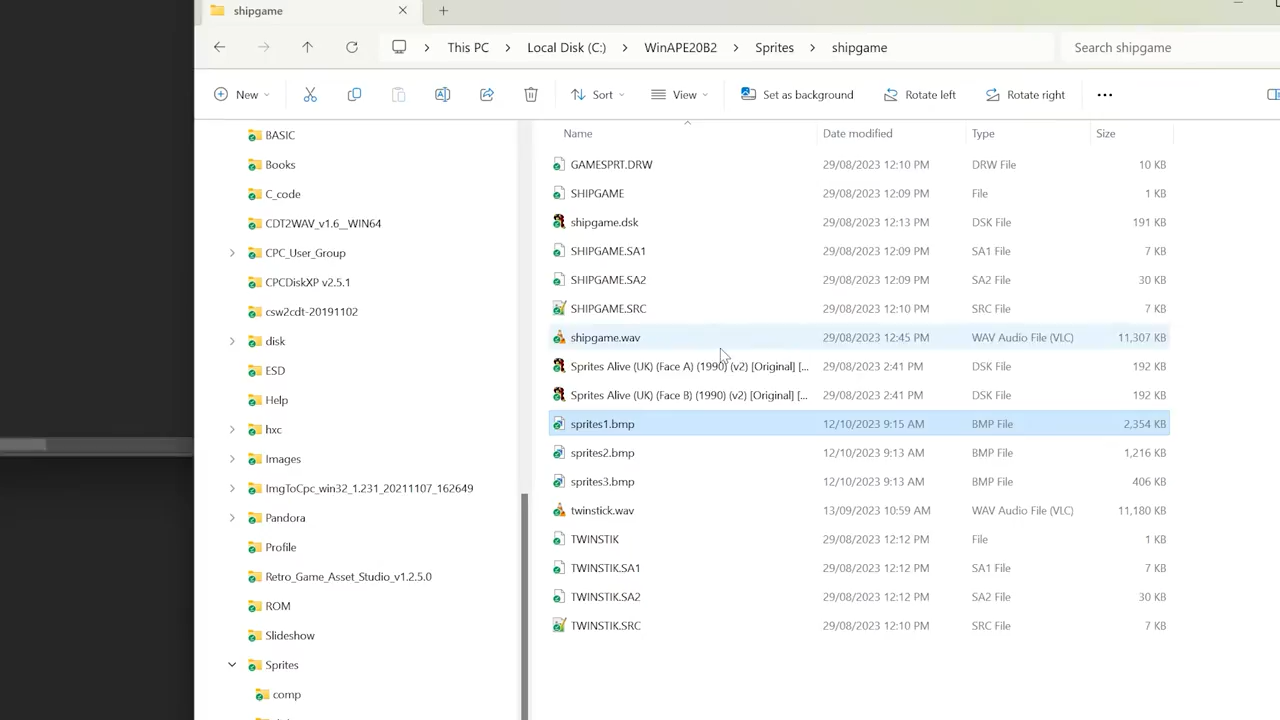 shipgame
This PC > Local Disk (C:) > WinAPE20B2 > Sprites > shipgame
Search shipgame
New
Sort
View
Set as background
Rotate left
Rotate right
Name Date modified Type Size
BASIC
Books
C_code
CDT2WAV_v1.6__WIN64
CPC_User_Group
CPCDiskXP v2.5.1
csw2cdt-20191102
disk
ESD
Help
hxc
Images
ImgToCpc_win32_1.231_20211107_162649
Pandora
Profile
Retro_Game_Asset_Studio_v1.2.5.0
ROM
Slideshow
Sprites
comp
GAMESPRT.DRW 29/08/2023 12:10 PM DRW File 10 KB
SHIPGAME 29/08/2023 12:09 PM File 1 KB
shipgame.dsk 29/08/2023 12:13 PM DSK File 191 KB
SHIPGAME.SA1 29/08/2023 12:09 PM SA1 File 7 KB
SHIPGAME.SA2 29/08/2023 12:09 PM SA2 File 30 KB
SHIPGAME.SRC 29/08/2023 12:10 PM SRC File 7 KB
shipgame.wav 29/08/2023 12:45 PM WAV Audio File (VLC) 11,307 KB
Sprites Alive (UK) (Face A) (1990) (v2) [Original] [... 29/08/2023 2:41 PM DSK File 192 KB
Sprites Alive (UK) (Face B) (1990) (v2) [Original] [... 29/08/2023 2:41 PM DSK File 192 KB
sprites1.bmp 12/10/2023 9:15 AM BMP File 2,354 KB
sprites2.bmp 12/10/2023 9:13 AM BMP File 1,216 KB
sprites3.bmp 12/10/2023 9:13 AM BMP File 406 KB
twinstick.wav 13/09/2023 10:59 AM WAV Audio File (VLC) 11,180 KB
TWINSTIK 29/08/2023 12:12 PM File 1 KB
TWINSTIK.SA1 29/08/2023 12:12 PM SA1 File 7 KB
TWINSTIK.SA2 29/08/2023 12:12 PM SA2 File 30 KB
TWINSTIK.SRC 29/08/2023 12:10 PM SRC File 7 KB